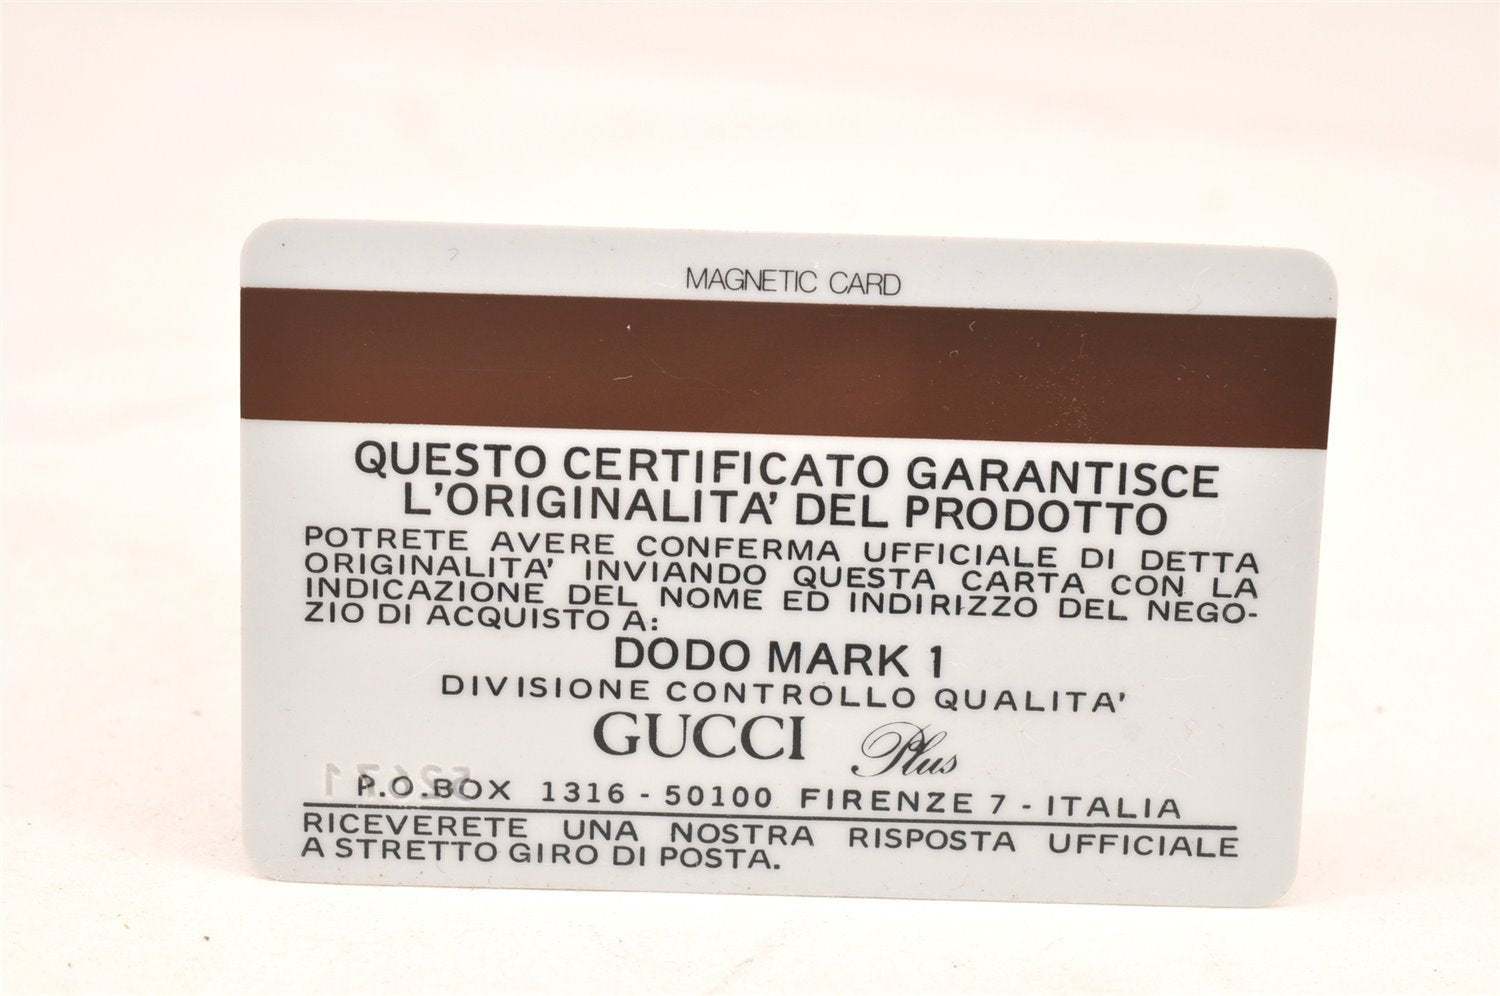 MAGNETIC CARD
QUESTO CERTIFICATO GARANTISCE
L'ORIGINALITA' DEL PRODOTTO
POTRETE AVERE CONFERMA UFFICIALE DI DETTA
ORIGINALITA' INVIANDO QUESTA CARTA CON LA
INDICAZIONE DEL NOME ED INDIRIZZO DEL NEGO-
ZIO DI ACQUISTO A:
DODO MARK 1
DIVISIONE CONTROLLO QUALITA'
GUCCI Plus
P.O.BOX 1316 - 50100 FIRENZE 7 - ITALIA
RICEVERETE UNA NOSTRA RISPOSTA UFFICIALE
A STRETTO GIRO DI POSTA.